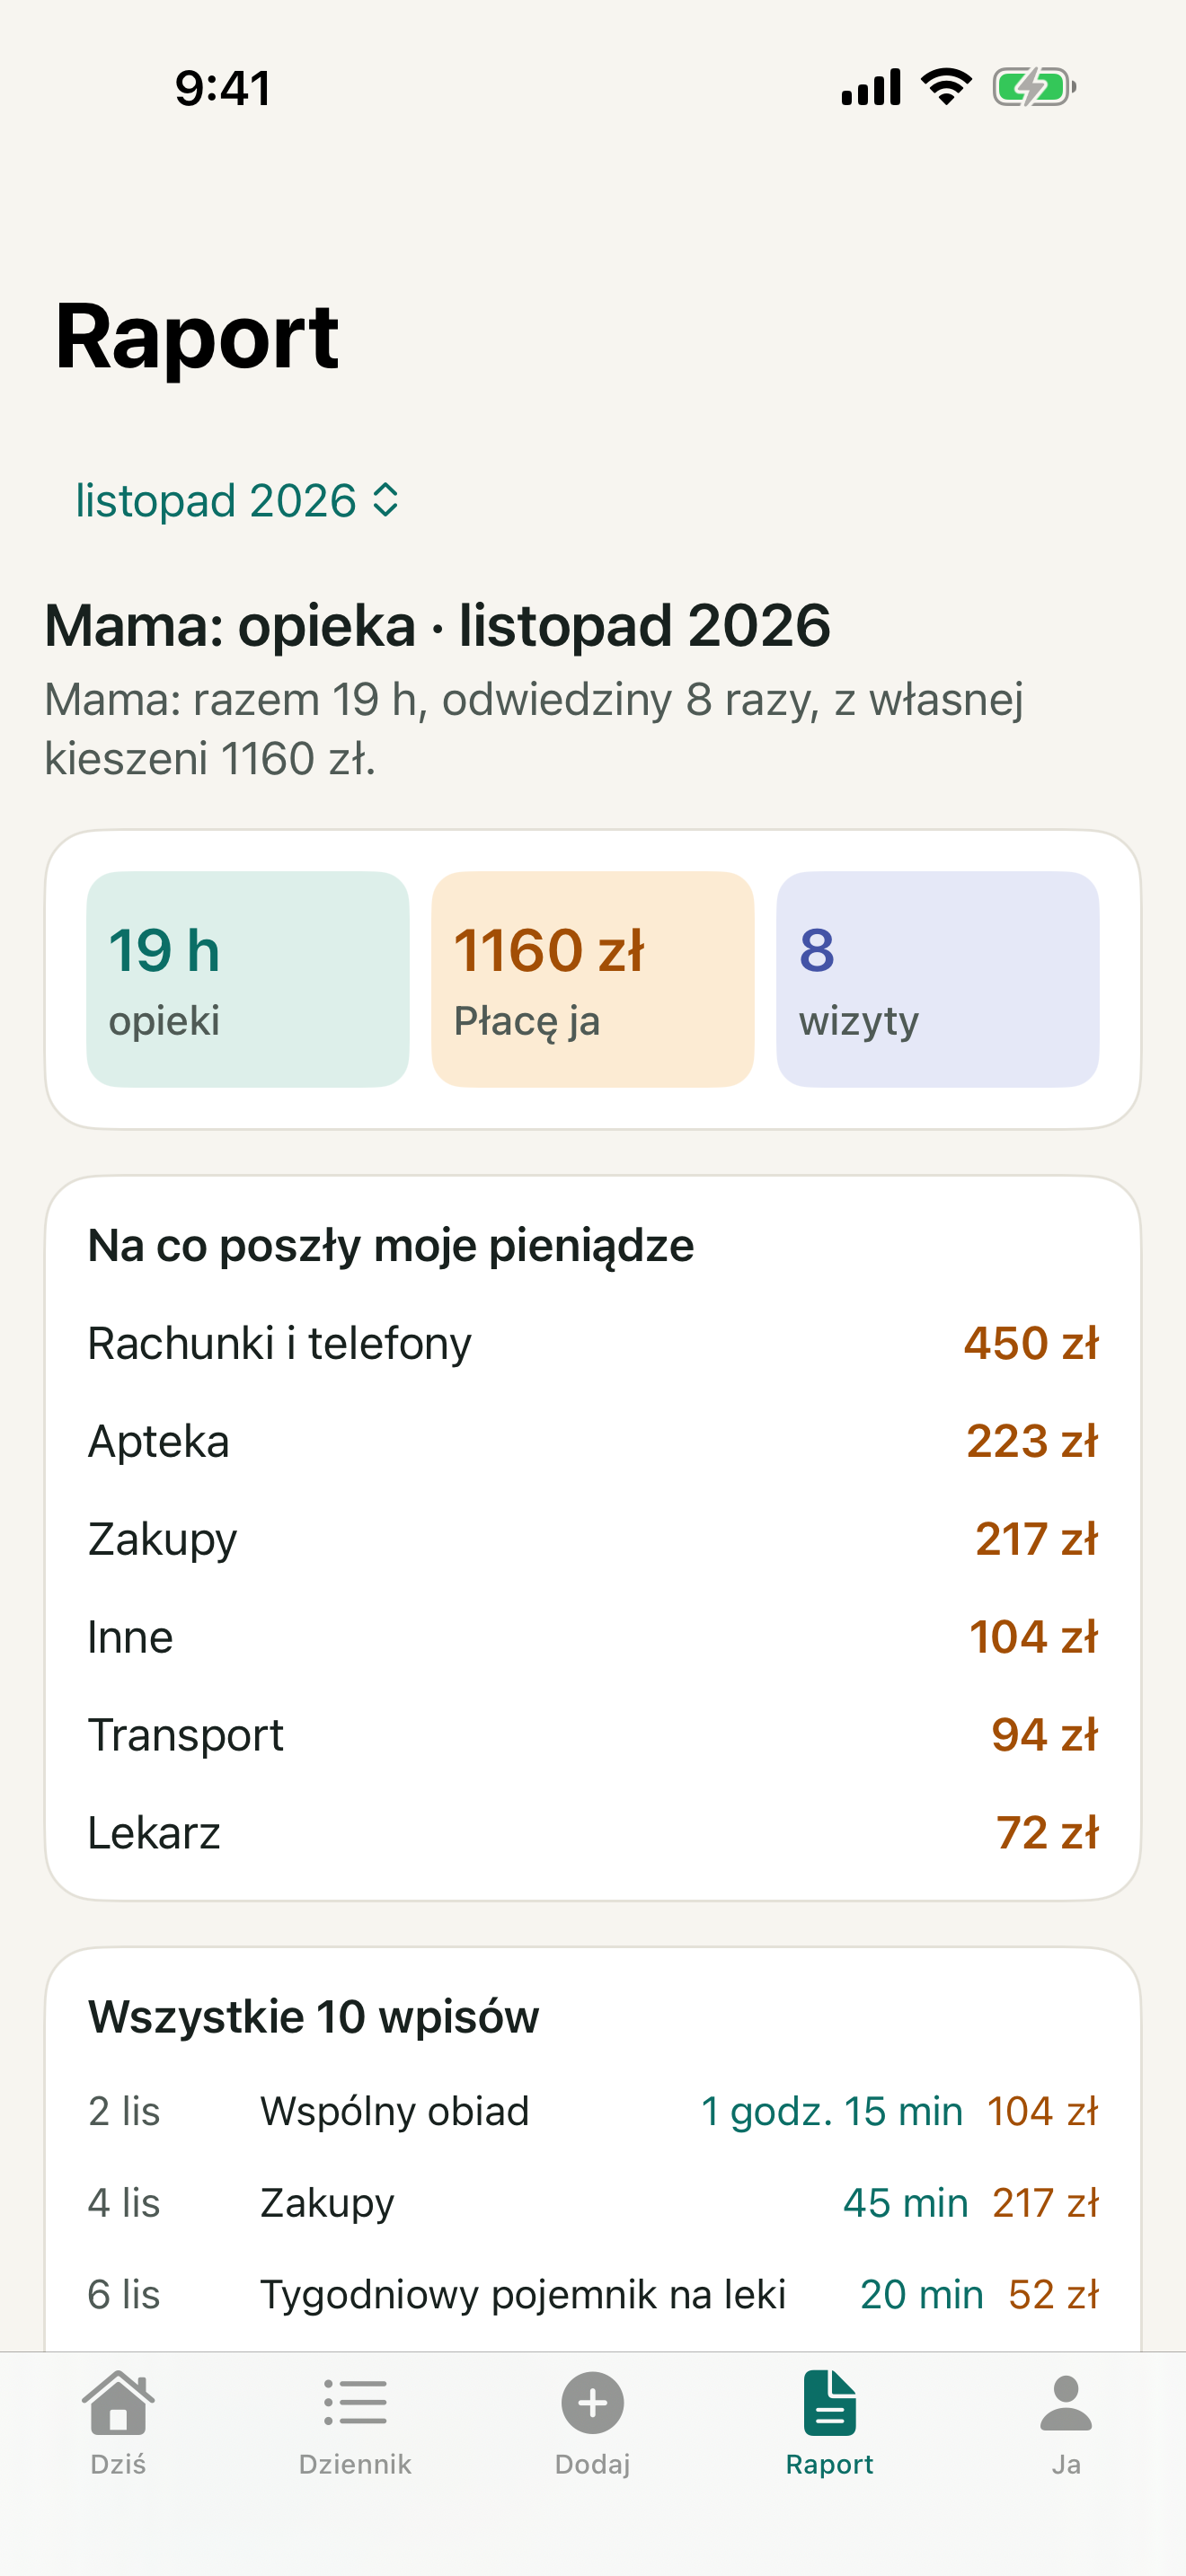 9:41
Raport
listopad 2026
Mama: opieka · listopad 2026
Mama: razem 19 h, odwiedziny 8 razy, z własnej
kieszeni 1160 zł.
19 h
opieki
1160 zł
Płacę ja
8
wizyty
Na co poszły moje pieniądze
Rachunki i telefony 450 zł
Apteka 223 zł
Zakupy 217 zł
Inne 104 zł
Transport 94 zł
Lekarz 72 zł
Wszystkie 10 wpisów
2 lis Wspólny obiad 1 godz. 15 min 104 zł
4 lis Zakupy 45 min 217 zł
6 lis Tygodniowy pojemnik na leki 20 min 52 zł
Dziś
Dziennik
Dodaj
Raport
Ja